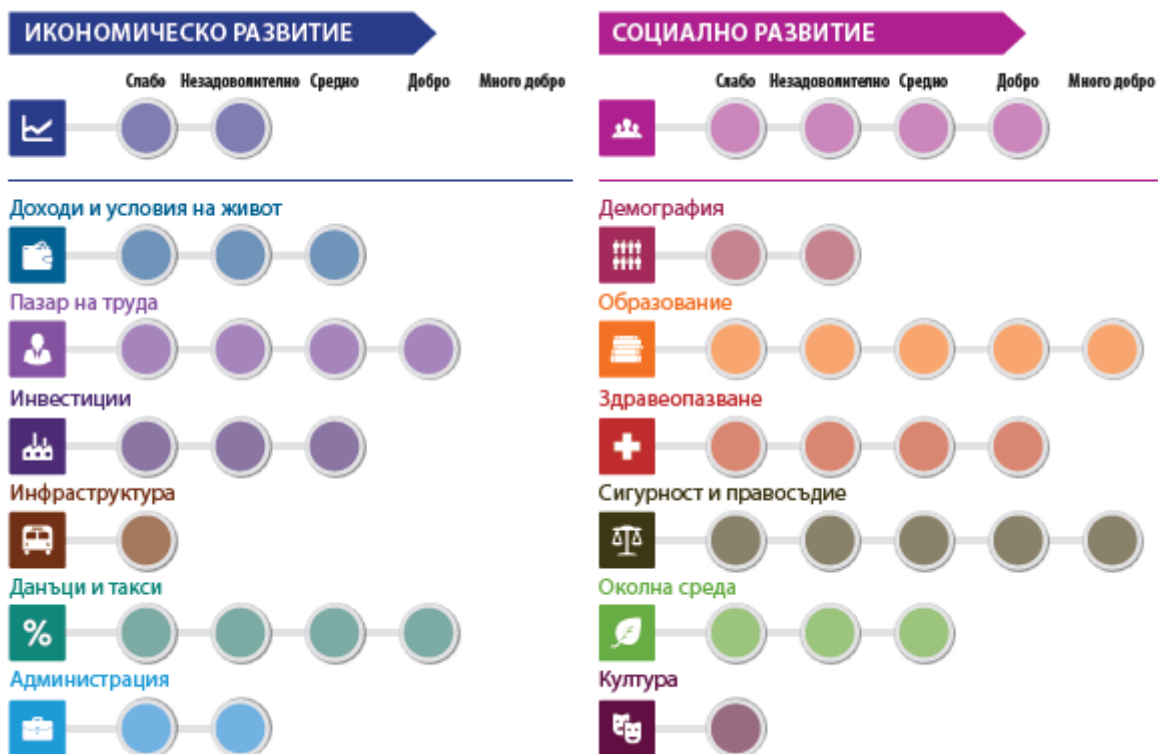 ИКОНОМИЧЕСКО РАЗВИТИЕ
Слабо Незадоволително Средно Добро Много добро
Доходи и условия на живот
Пазар на труда
Инвестиции
Инфраструктура
Данъци и такси
%
Администрация
СОЦИАЛНО РАЗВИТИЕ
Слабо Незадоволително Средно Добро Много добро
Демография
Образование
Здравеопазване
Сигурност и правосъдие
Околна среда
Култура